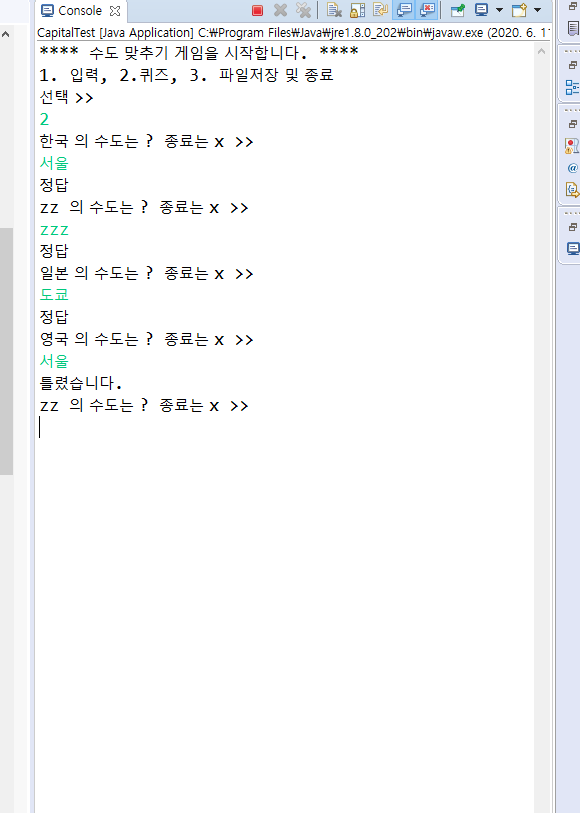 Console
CapitalTest [Java Application] C:₩Program Files₩Java₩jre1.8.0_202₩bin₩javaw.exe (2020. 6. 1
**** 수도 맞추기 게임을 시작합니다. ****
1. 입력, 2.퀴즈, 3. 파일저장 및 종료
선택 >>
2
한국 의 수도는 ? 종료는 x >>
서울
정답
zz 의 수도는 ? 종료는 x >>
zzz
정답
일본 의 수도는 ? 종료는 x >>
도쿄
정답
영국 의 수도는 ? 종료는 x >>
서울
틀렸습니다.
zz 의 수도는 ? 종료는 x >>